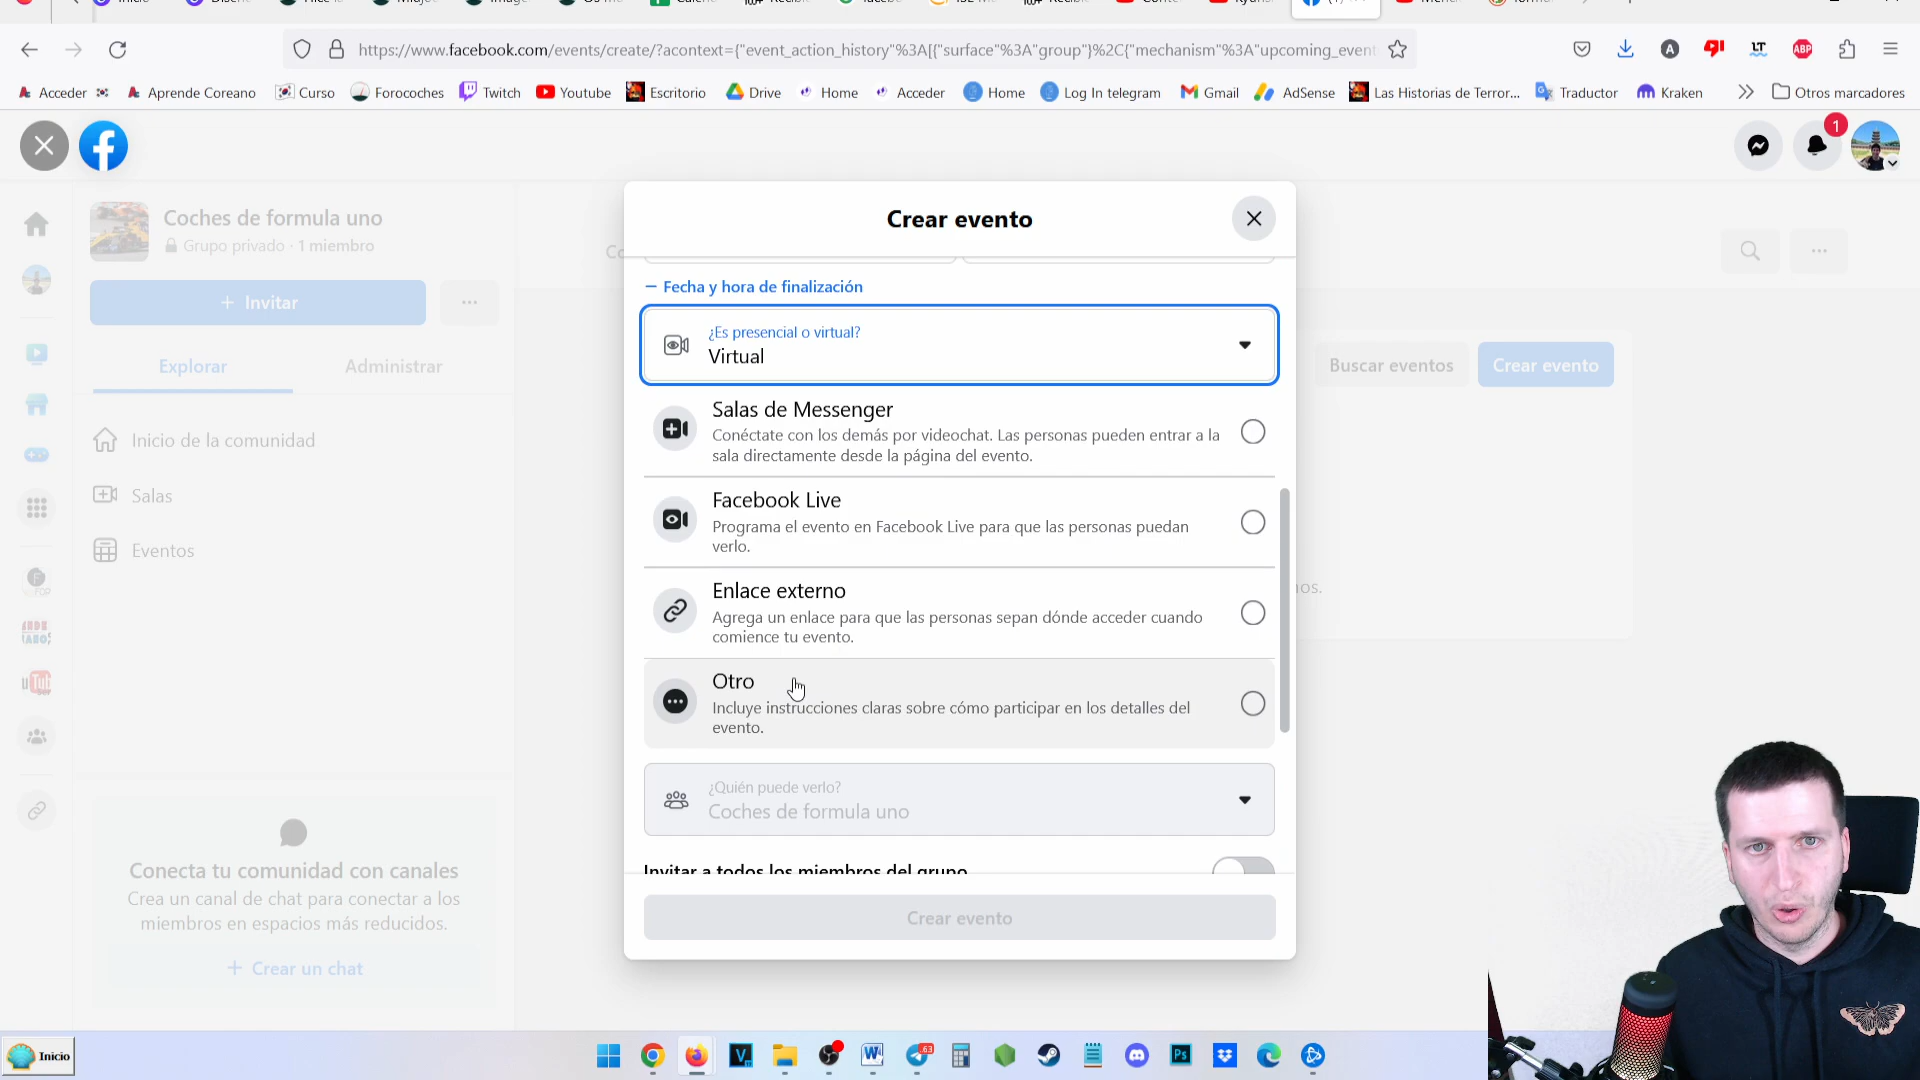 https://www.facebook.com/events/create/?acontext={"event_action_history"%3A[{"surface"%3A"group"}%2C{"mechanism"%3A"upcoming_event
Acceder
Aprende Coreano
Curso
Forocoches
Twitch
Youtube
Escritorio
Drive
Home
Acceder
Home
Log In telegram
Gmail
AdSense
Las Historias de Terror...
Traductor
Kraken
Otros marcadores
1
Coches de formula uno
Grupo privado · 1 miembro
+ Invitar
Explorar
Administrar
Inicio de la comunidad
Salas
Eventos
Conecta tu comunidad con canales
Crea un canal de chat para conectar a los
miembros en espacios más reducidos.
+ Crear un chat
Buscar eventos
Crear evento
Crear evento
− Fecha y hora de finalización
¿Es presencial o virtual?
Virtual
Salas de Messenger
Conéctate con los demás por videochat. Las personas pueden entrar a la
sala directamente desde la página del evento.
Facebook Live
Programa el evento en Facebook Live para que las personas puedan
verlo.
Enlace externo
Agrega un enlace para que las personas sepan dónde acceder cuando
comience tu evento.
Otro
Incluye instrucciones claras sobre cómo participar en los detalles del
evento.
¿Quién puede verlo?
Coches de formula uno
Invitar a todos los miembros del grupo
Crear evento
Inicio